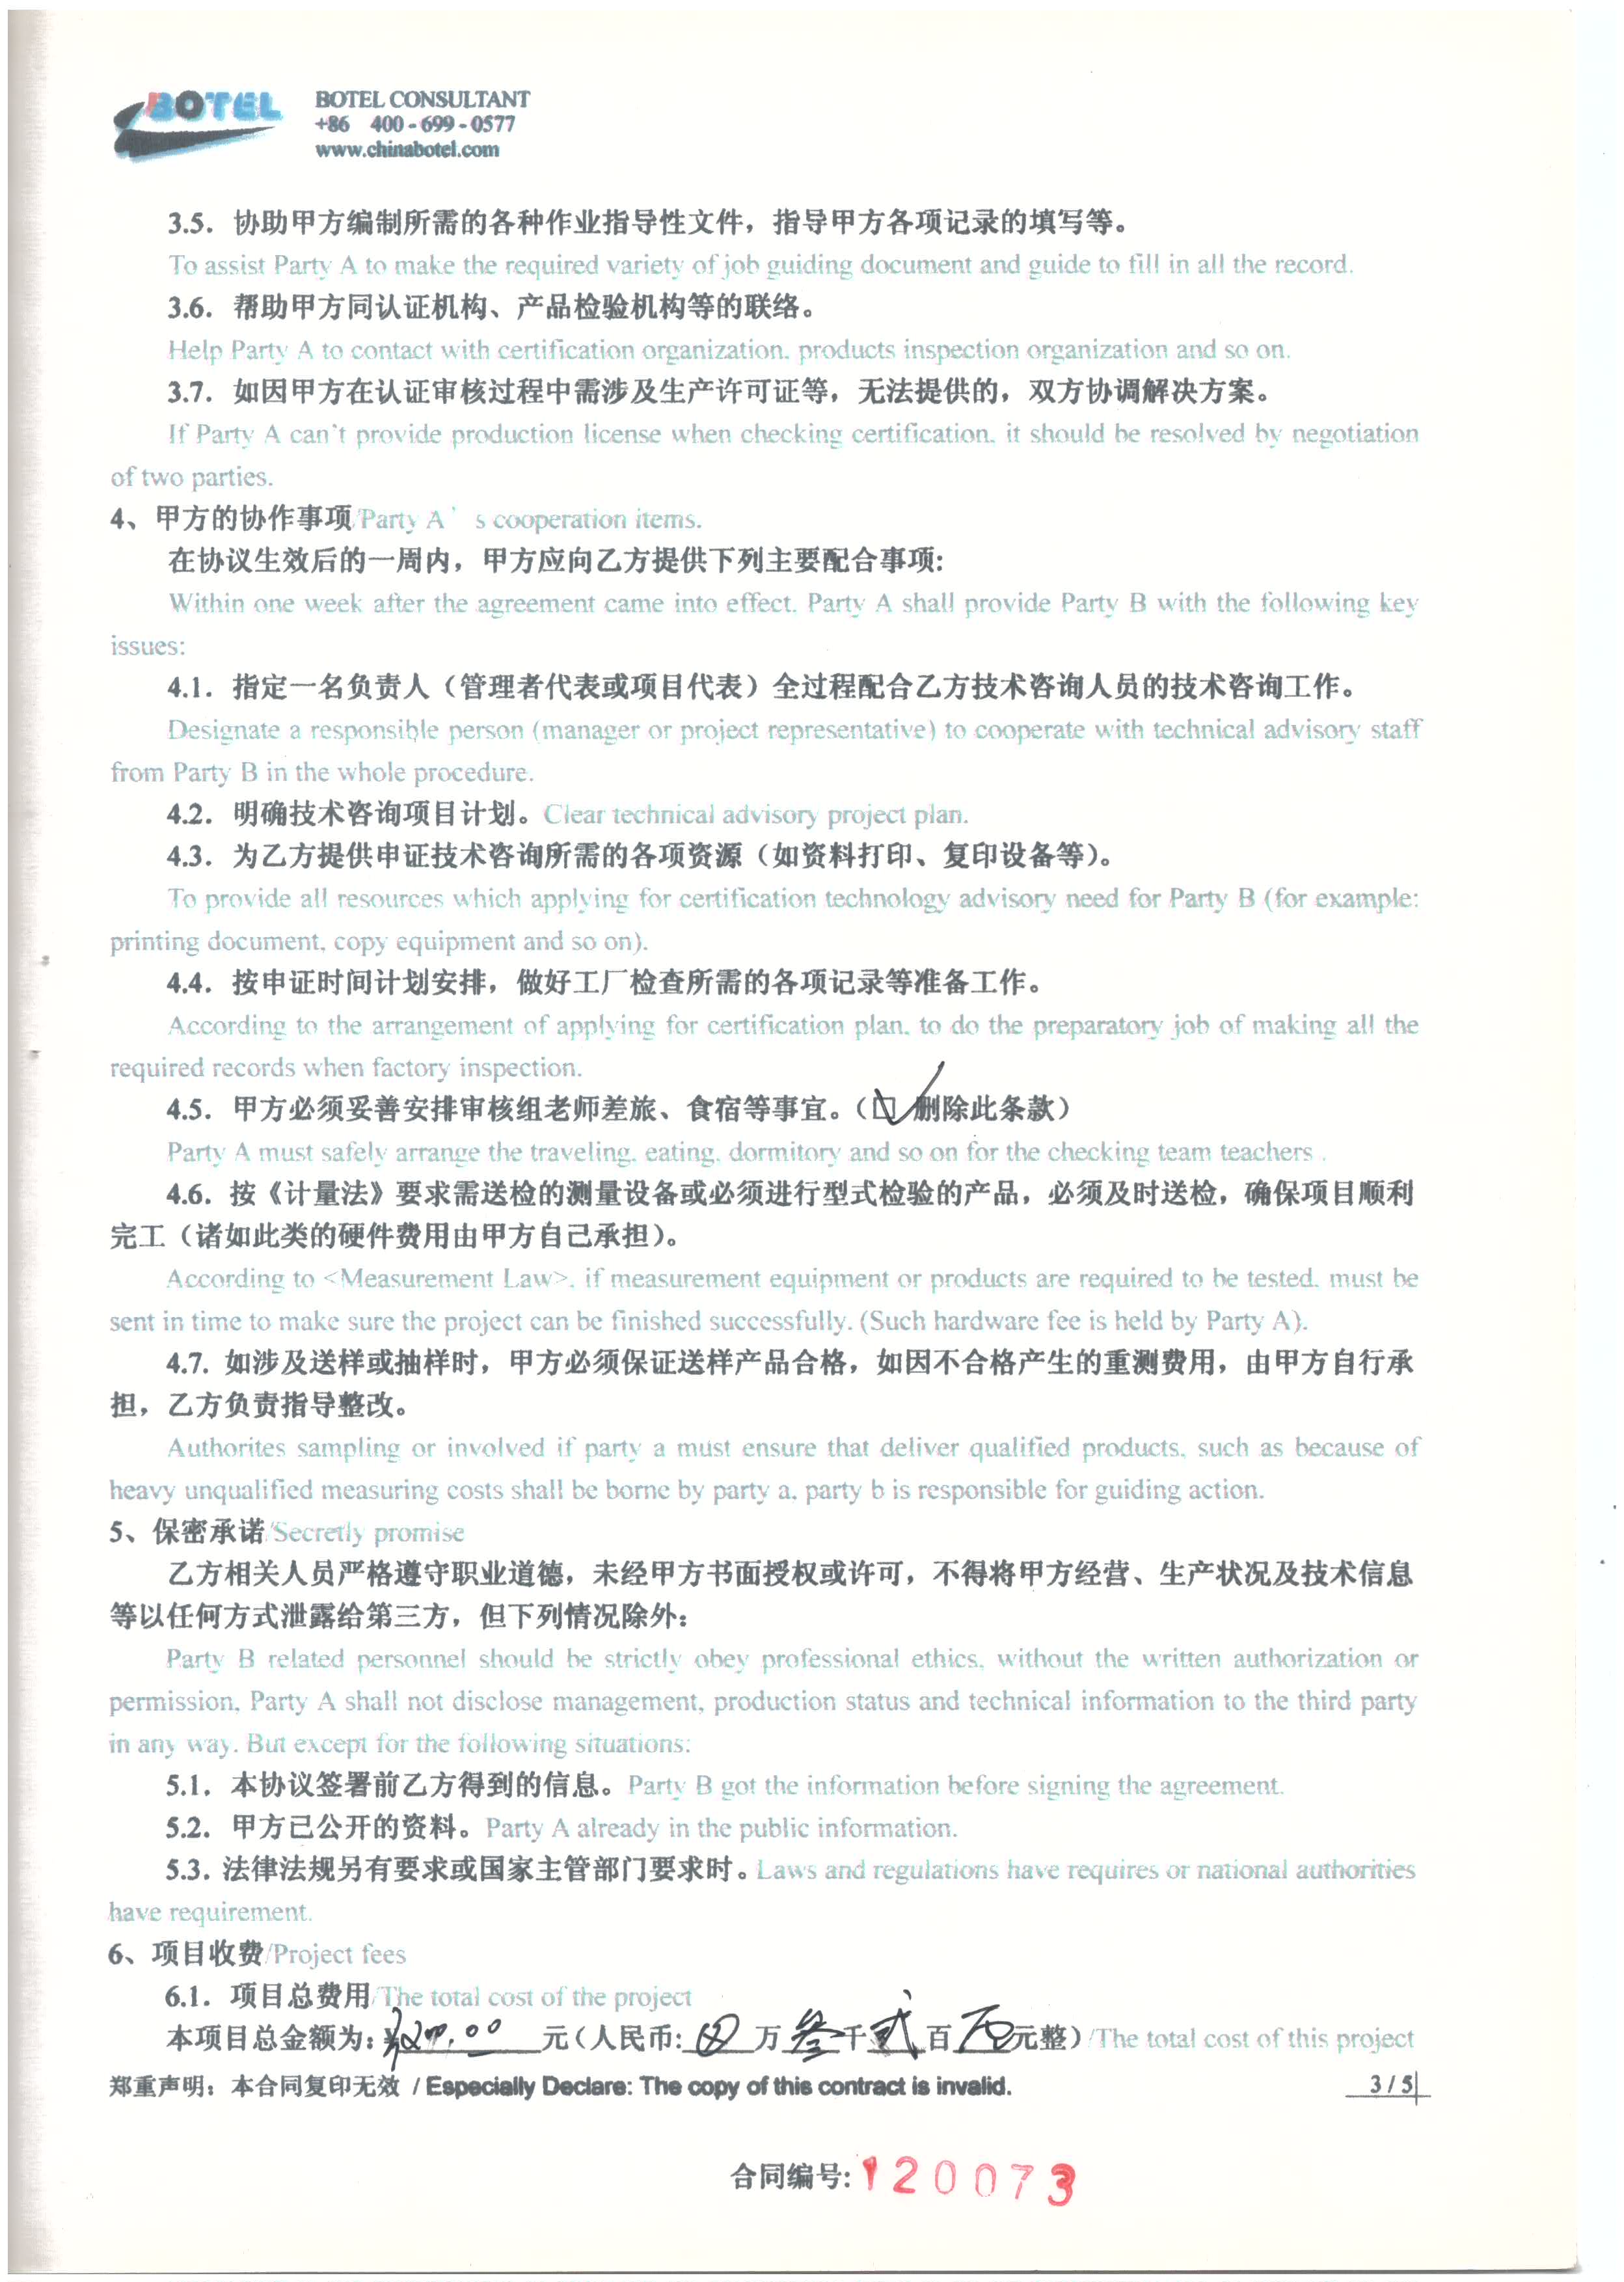 BOTEL
BOTEL CONSULTANT
+86 400-699-0577
www.chinabotel.com
3.5. 协助甲方编制所需的各种作业指导性文件，指导甲方各项记录的填写等。
To assist Party A to make the required variety of job guiding document and guide to fill in all the record.
3.6. 帮助甲方同认证机构、产品检验机构等的联络。
Help Party A to contact with certification organization, products inspection organization and so on.
3.7. 如因甲方在认证审核过程中需涉及生产许可证等，无法提供的，双方协调解决方案。
If Party A can't provide production license when checking certification, it should be resolved by negotiation
of two parties.
4、甲方的协作事项/Party A' s cooperation items.
在协议生效后的一周内，甲方应向乙方提供下列主要配合事项:
Within one week after the agreement came into effect, Party A shall provide Party B with the following key
issues:
4.1. 指定一名负责人（管理者代表或项目代表）全过程配合乙方技术咨询人员的技术咨询工作。
Designate a responsible person (manager or project representative) to cooperate with technical advisory staff
from Party B in the whole procedure.
4.2. 明确技术咨询项目计划。Clear technical advisory project plan.
4.3. 为乙方提供申证技术咨询所需的各项资源（如资料打印、复印设备等）。
To provide all resources which applying for certification technology advisory need for Party B (for example:
printing document, copy equipment and so on).
4.4. 按申证时间计划安排，做好工厂检查所需的各项记录等准备工作。
According to the arrangement of applying for certification plan, to do the preparatory job of making all the
required records when factory inspection.
4.5. 甲方必须妥善安排审核组老师差旅、食宿等事宜。（□✓删除此条款）
Party A must safely arrange the traveling, eating, dormitory and so on for the checking team teachers .
4.6. 按《计量法》要求需送检的测量设备或必须进行型式检验的产品，必须及时送检，确保项目顺利
完工（诸如此类的硬件费用由甲方自己承担）。
According to <Measurement Law>, if measurement equipment or products are required to be tested, must be
sent in time to make sure the project can be finished successfully. (Such hardware fee is held by Party A).
4.7. 如涉及送样或抽样时，甲方必须保证送样产品合格，如因不合格产生的重测费用，由甲方自行承
担，乙方负责指导整改。
Authorites sampling or involved if party a must ensure that deliver qualified products, such as because of
heavy unqualified measuring costs shall be borne by party a, party b is responsible for guiding action.
5、保密承诺/Secretly promise
乙方相关人员严格遵守职业道德，未经甲方书面授权或许可，不得将甲方经营、生产状况及技术信息
等以任何方式泄露给第三方，但下列情况除外：
Party B related personnel should be strictly obey professional ethics, without the written authorization or
permission, Party A shall not disclose management, production status and technical information to the third party
in any way. But except for the following situations:
5.1. 本协议签署前乙方得到的信息。Party B got the information before signing the agreement.
5.2. 甲方已公开的资料。Party A already in the public information.
5.3. 法律法规另有要求或国家主管部门要求时。Laws and regulations have requires or national authorities
have requirement.
6、项目收费/Project fees
6.1. 项目总费用/The total cost of the project
本项目总金额为: 元（人民币: 万 叁 千 贰 百 元整）/The total cost of this project
郑重声明：本合同复印无效 / Especially Declare: The copy of this contract is invalid.
3 / 5
合同编号: 120073